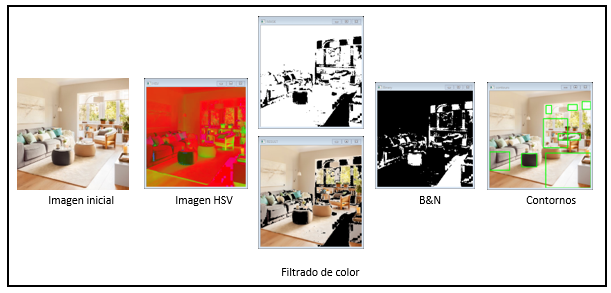 Imagen inicial
Imagen HSV
B&N
Contornos
Filtrado de color